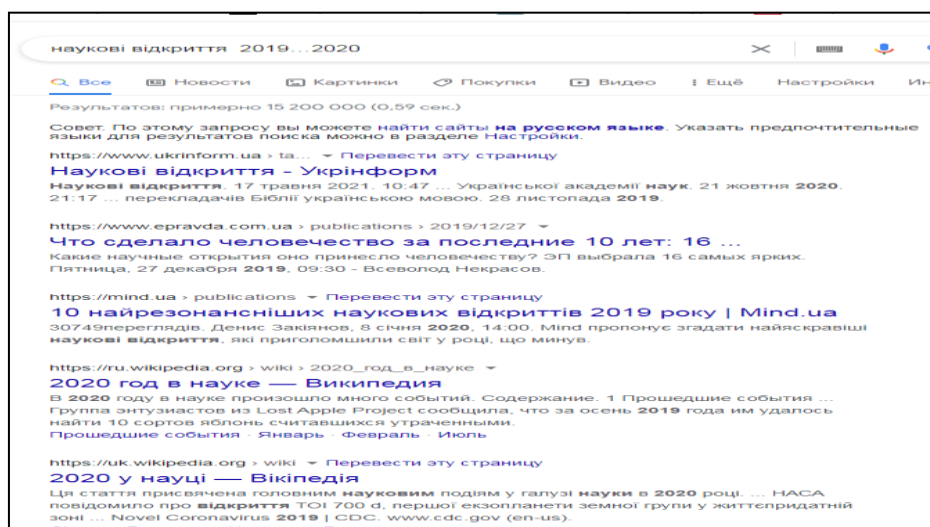 наукові відкриття 2019...2020
Все Новости Картинки Покупки Видео Ещё Настройки
Результатов: примерно 15 200 000 (0,59 сек.)
Совет. По этому запросу вы можете найти сайты на русском языке. Указать предпочтительные
языки для результатов поиска можно в разделе Настройки.
https://www.ukrinform.ua › ta... Перевести эту страницу
Наукові відкриття - Укрінформ
Наукові відкриття. 17 травня 2021. 10:47 ... Української академії наук. 21 жовтня 2020.
21:17 ... перекладачів Біблії українською мовою. 28 листопада 2019.
https://www.epravda.com.ua › publications › 2019/12/27
Что сделало человечество за последние 10 лет: 16 ...
Какие научные открытия оно принесло человечеству? ЭП выбрала 16 самых ярких.
Пятница, 27 декабря 2019, 09:30 - Всеволод Некрасов.
https://mind.ua › publications Перевести эту страницу
10 найрезонансніших наукових відкриттів 2019 року | Mind.ua
30749переглядів. Денис Закіянов, 8 січня 2020, 14:00. Mind пропонує згадати найяскравіші
наукові відкриття, які приголомшили світ у році, що минув.
https://ru.wikipedia.org › wiki › 2020_год_в_науке
2020 год в науке — Википедия
В 2020 году в науке произошло много событий. Содержание. 1 Прошедшие события ...
Группа энтузиастов из Lost Apple Project сообщила, что за осень 2019 года им удалось
найти 10 сортов яблонь считавшихся утраченными.
Прошедшие события · Январь · Февраль · Июль
https://uk.wikipedia.org › wiki Перевести эту страницу
2020 у науці — Вікіпедія
Ця стаття присвячена головним науковим подіям у галузі науки в 2020 році. ... НАСА
повідомило про відкриття TOI 700 d, першої екзопланети земної групи у життєпридатній
зоні ... Novel Coronavirus 2019 | CDC. www.cdc.gov (en-us).